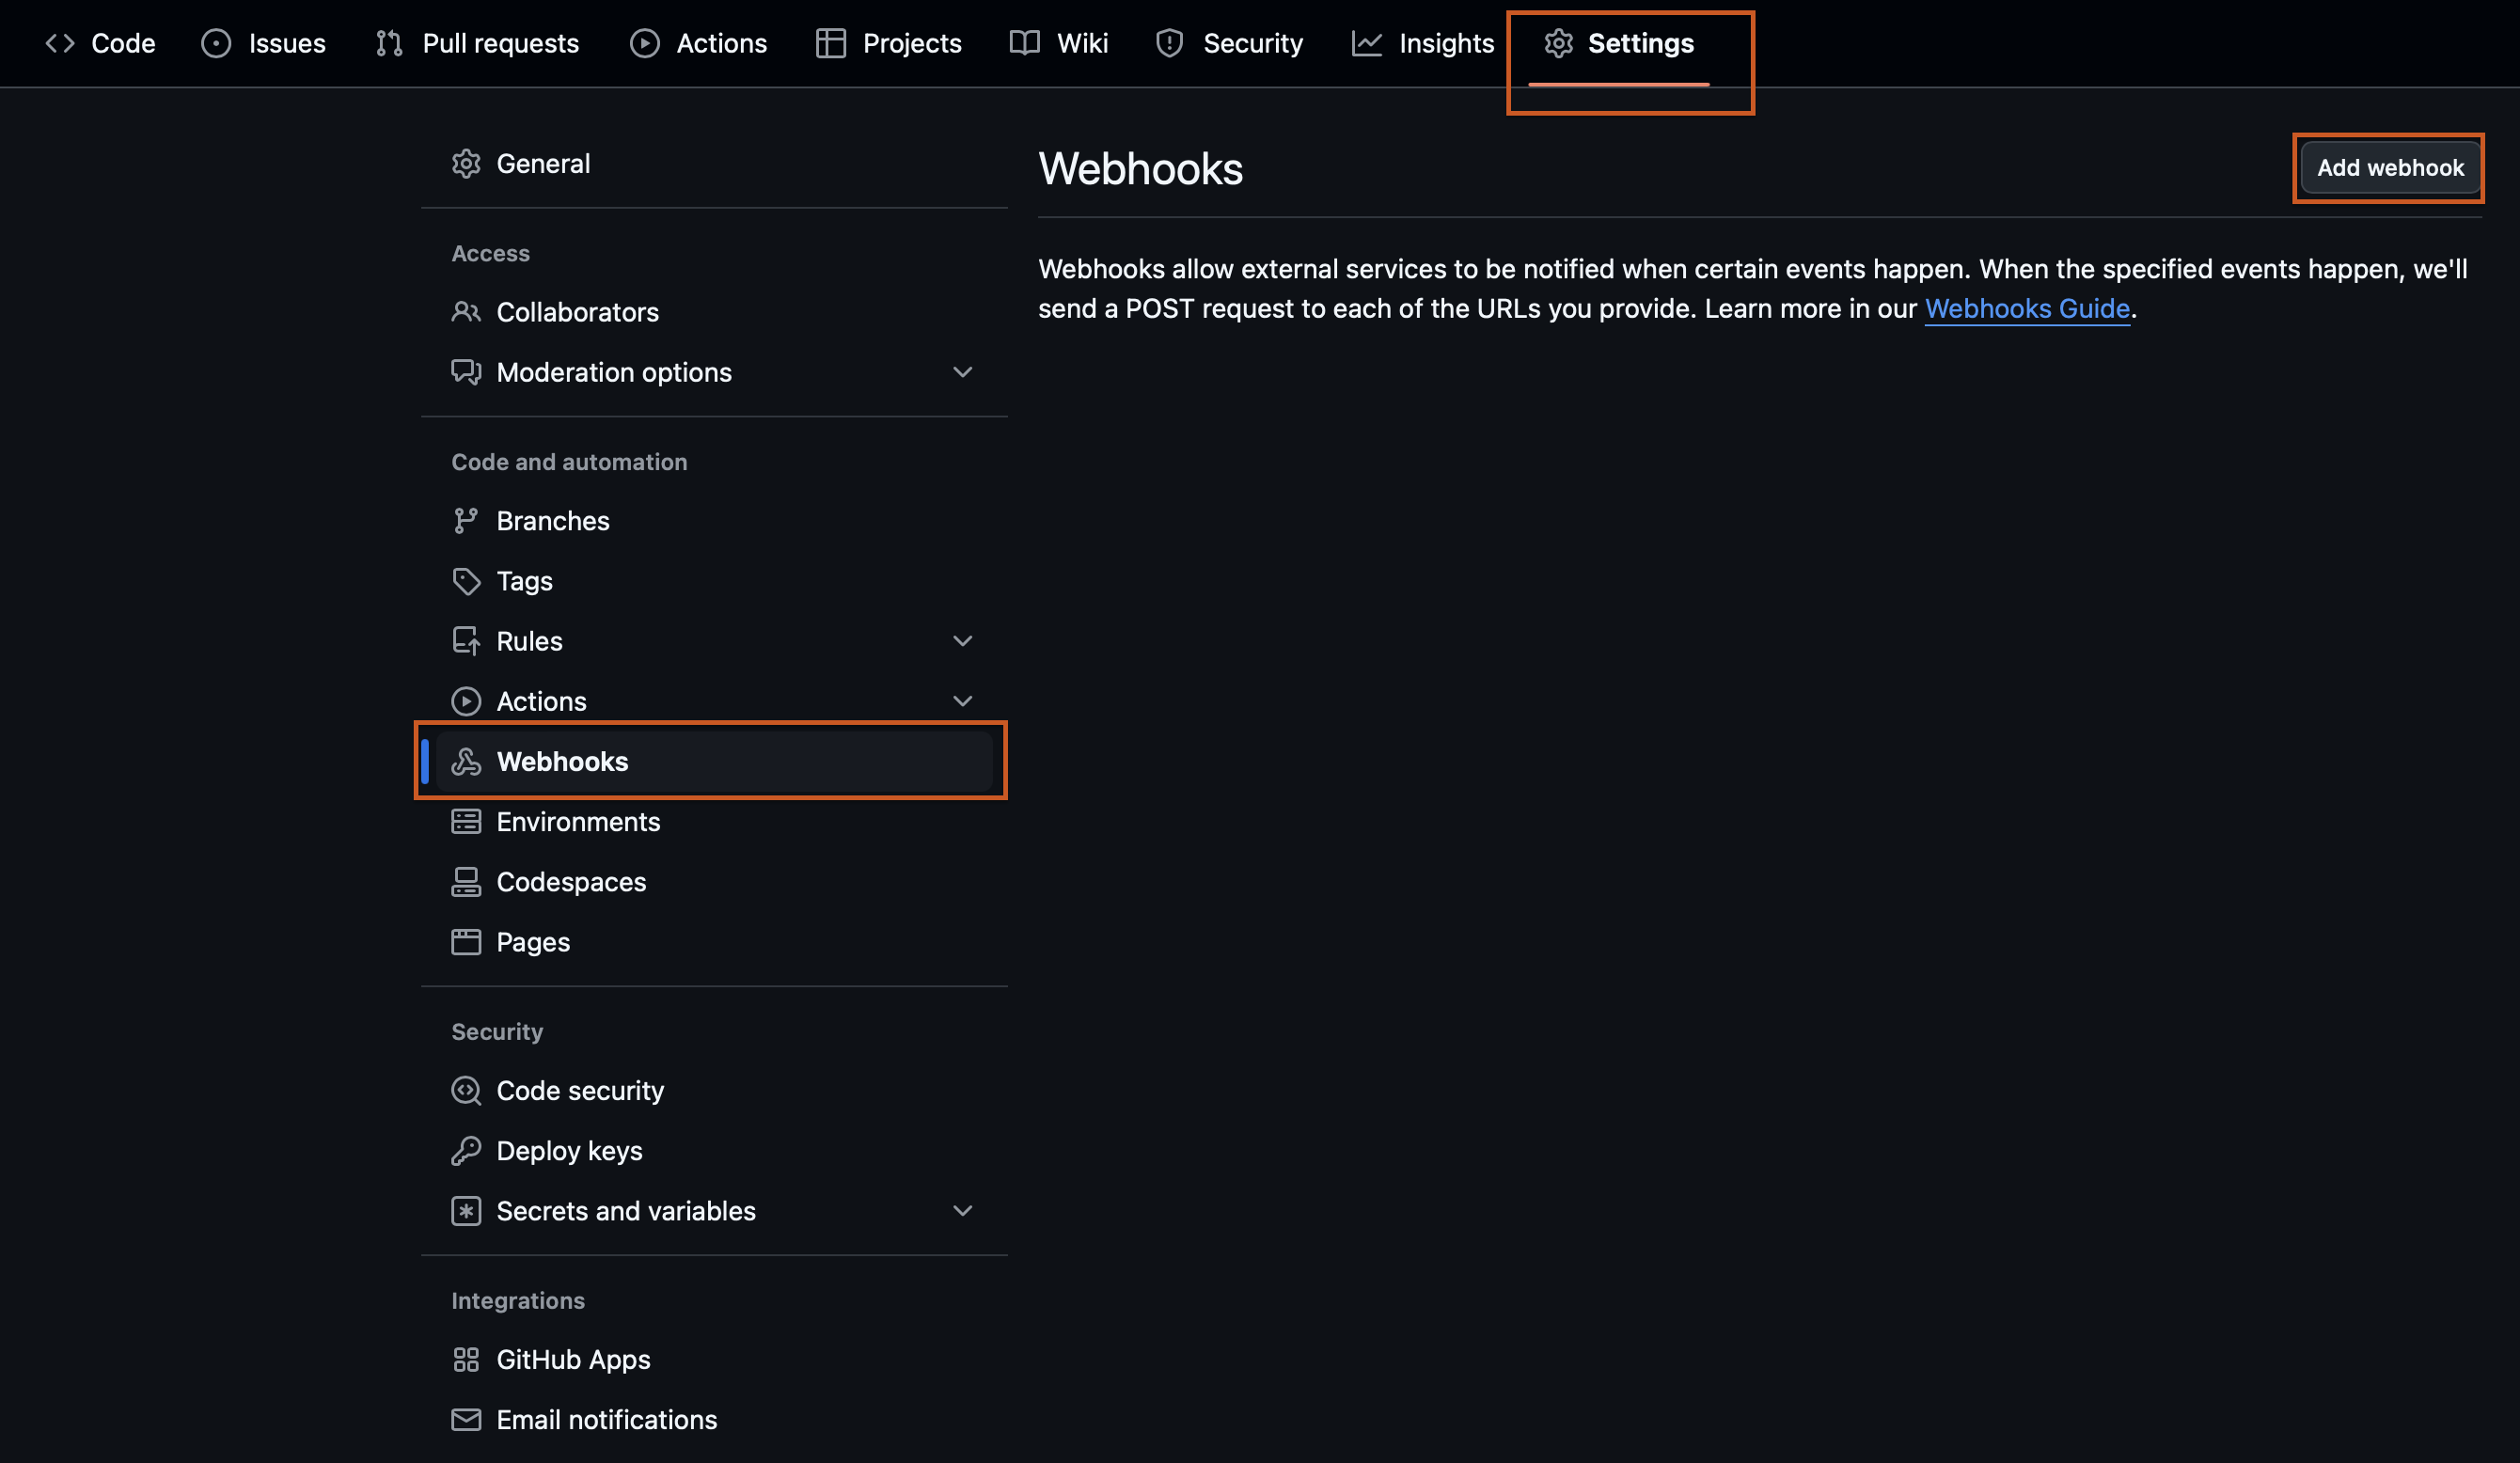 Code Issues Pull requests Actions Projects Wiki Security Insights Settings
General
Access
Collaborators
Moderation options
Code and automation
Branches
Tags
Rules
Actions
Webhooks
Environments
Codespaces
Pages
Security
Code security
Deploy keys
Secrets and variables
Integrations
GitHub Apps
Email notifications
Webhooks
Add webhook
Webhooks allow external services to be notified when certain events happen. When the specified events happen, we'll
send a POST request to each of the URLs you provide. Learn more in our Webhooks Guide.